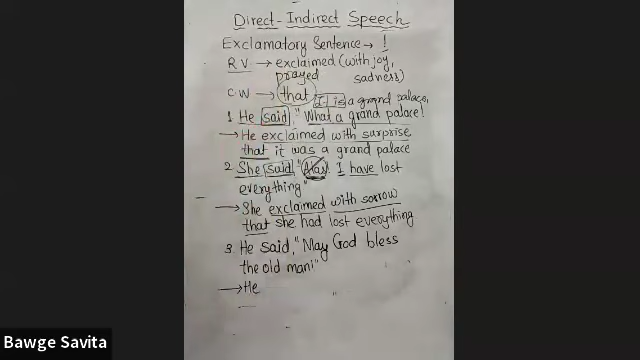 Direct-Indirect Speech
Exclamatory Sentence → !
RV → exclaimed (with joy,
prayed sadness)
CW → that
It is a grand palace,
1. He said, "What a grand palace!
→ He exclaimed with surprise
that it was a grand palace
2. She said, "Alas! I have lost
everything"
→ She exclaimed with sorrow
that she had lost everything
3. He said, "May God bless
the old man!"
→ He
Bawge Savita